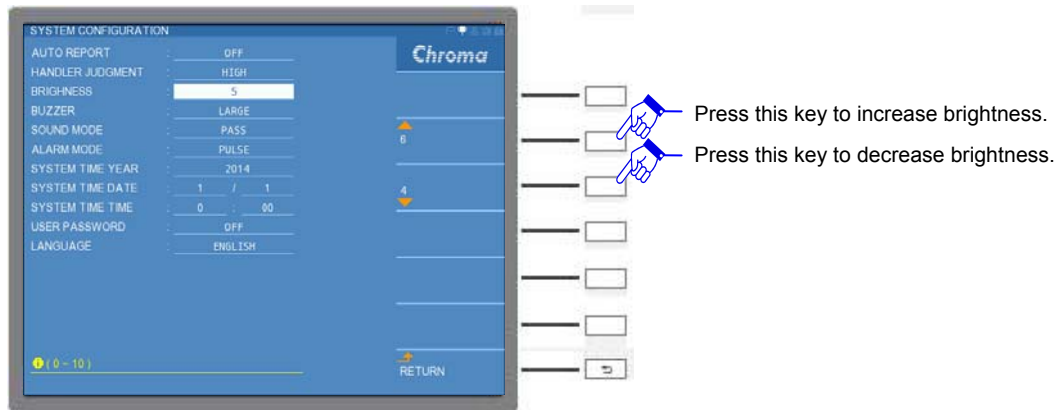 SYSTEM CONFIGURATION
Chroma
AUTO REPORT : OFF
HANDLER JUDGMENT : HIGH
BRIGHNESS : 5
BUZZER : LARGE
SOUND MODE : PASS
ALARM MODE : PULSE
SYSTEM TIME YEAR : 2014
SYSTEM TIME DATE : 1 / 1
SYSTEM TIME TIME : 0 : 00
USER PASSWORD : OFF
LANGUAGE : ENGLISH
6
4
( 0 ~ 10 )
RETURN
Press this key to increase brightness.
Press this key to decrease brightness.